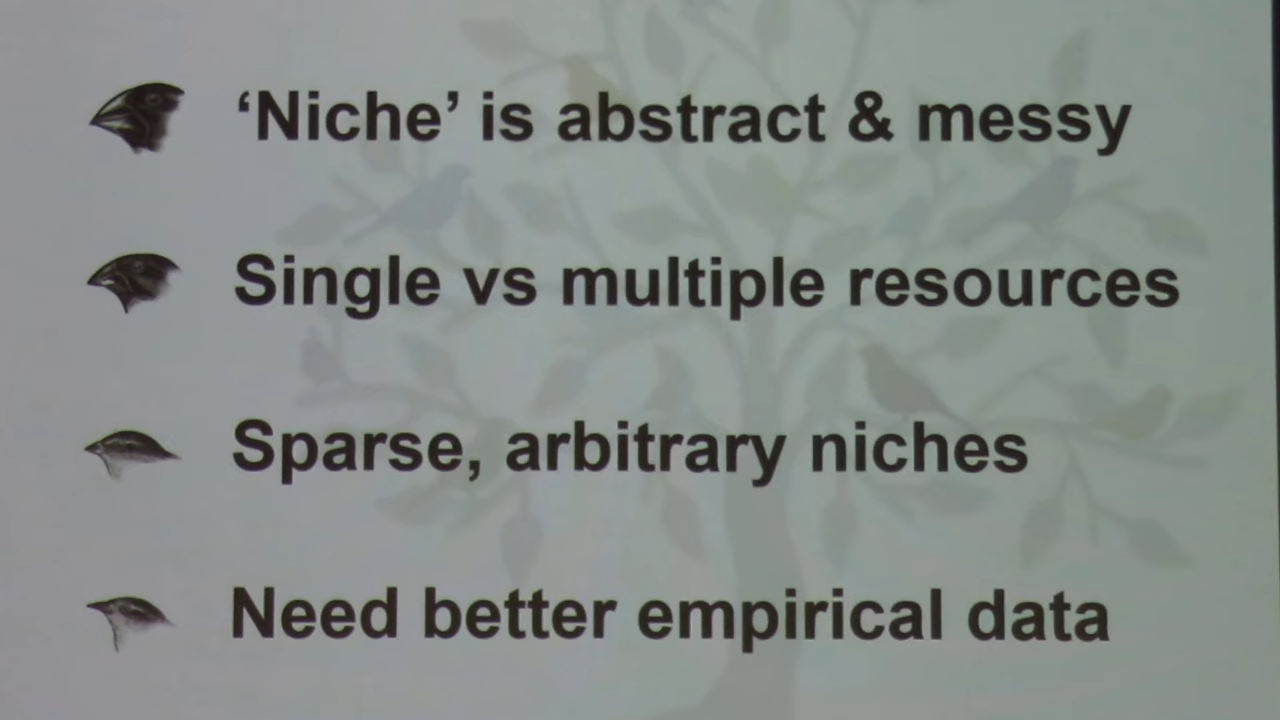 ‘Niche’ is abstract & messy
Single vs multiple resources
Sparse, arbitrary niches
Need better empirical data